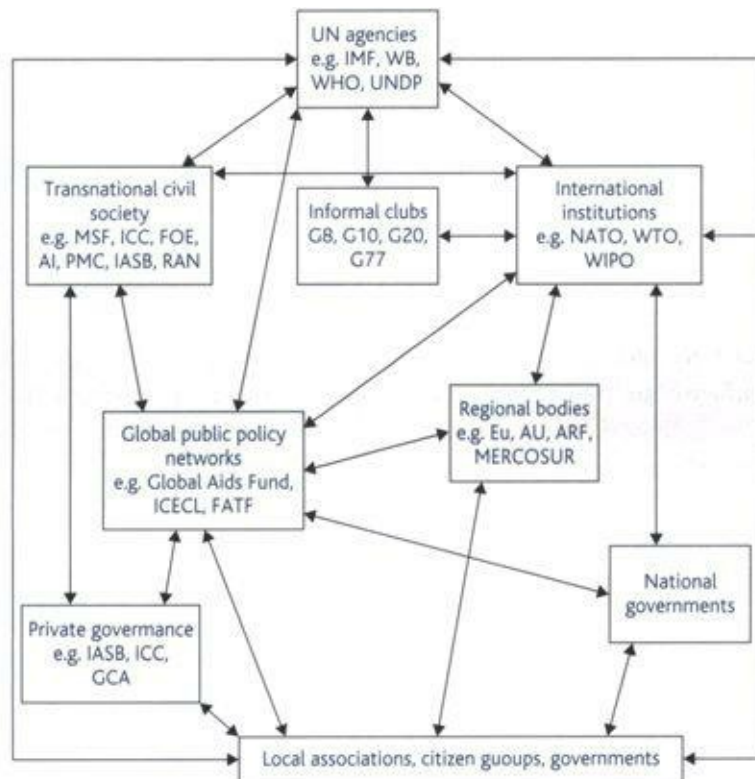 UN agencies
e.g. IMF, WB,
WHO, UNDP
Transnational civil
society
e.g. MSF, ICC, FOE,
AI, PMC, IASB, RAN
Informal clubs
G8, G10, G20,
G77
International
institutions
e.g. NATO, WTO,
WIPO
Global public policy
networks
e.g. Global Aids Fund,
ICECL, FATF
Regional bodies
e.g. Eu, AU, ARF,
MERCOSUR
National
governments
Private govermance
e.g. IASB, ICC,
GCA
Local associations, citizen guoups, governments